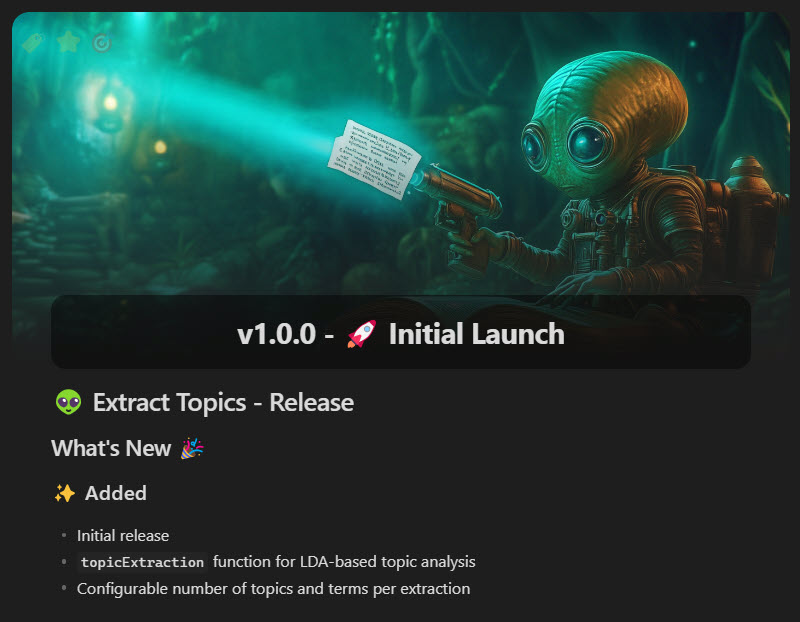 v1.0.0 - 🚀 Initial Launch
👽 Extract Topics - Release
What's New 🎉
✨ Added
• Initial release
• topicExtraction function for LDA-based topic analysis
• Configurable number of topics and terms per extraction